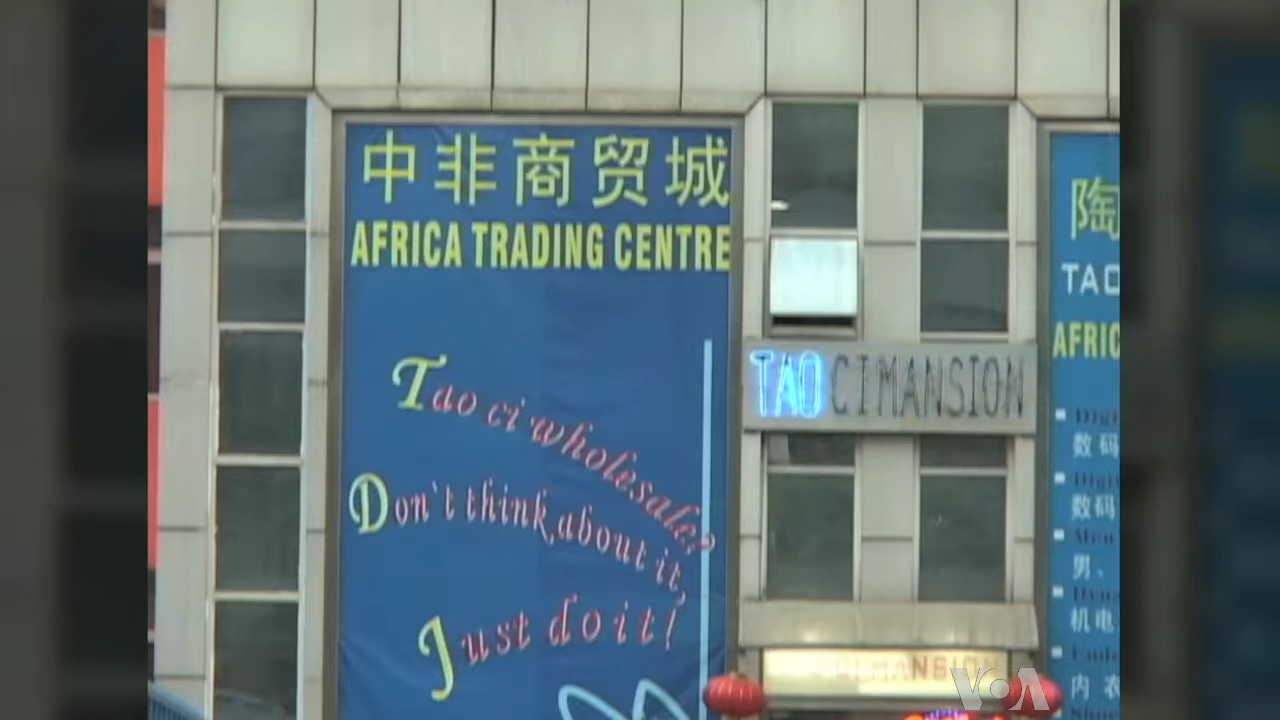 中非商贸城
AFRICA TRADING CENTRE
Tao ci wholesale?
Don't think about it,
Just do it!
TAO CI MANSION
陶
TAO
AFRIC
数码
数码
男、
机电
内衣
MANSION
VOA